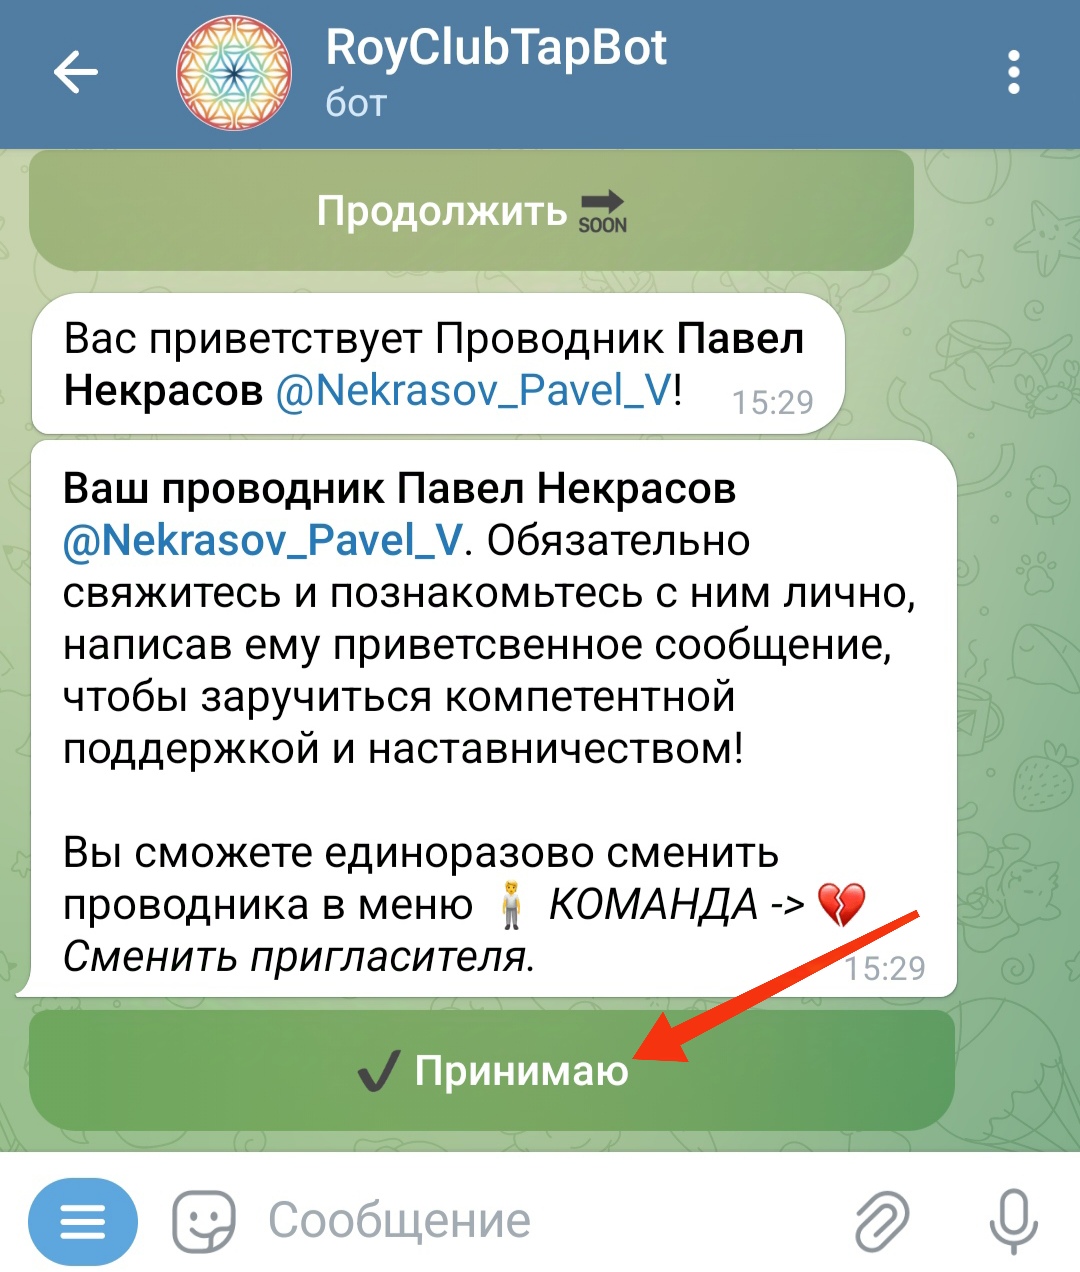 RoyClubTapBot
бот
Продолжить 🔜
Вас приветствует Проводник Павел
Некрасов @Nekrasov_Pavel_V!
15:29
Ваш проводник Павел Некрасов
@Nekrasov_Pavel_V. Обязательно
свяжитесь и познакомьтесь с ним лично,
написав ему приветсвенное сообщение,
чтобы заручиться компетентной
поддержкой и наставничеством!
Вы сможете единоразово сменить
проводника в меню 🧍 КОМАНДА -> 💔
Сменить пригласителя.
15:29
✔️ Принимаю
Сообщение